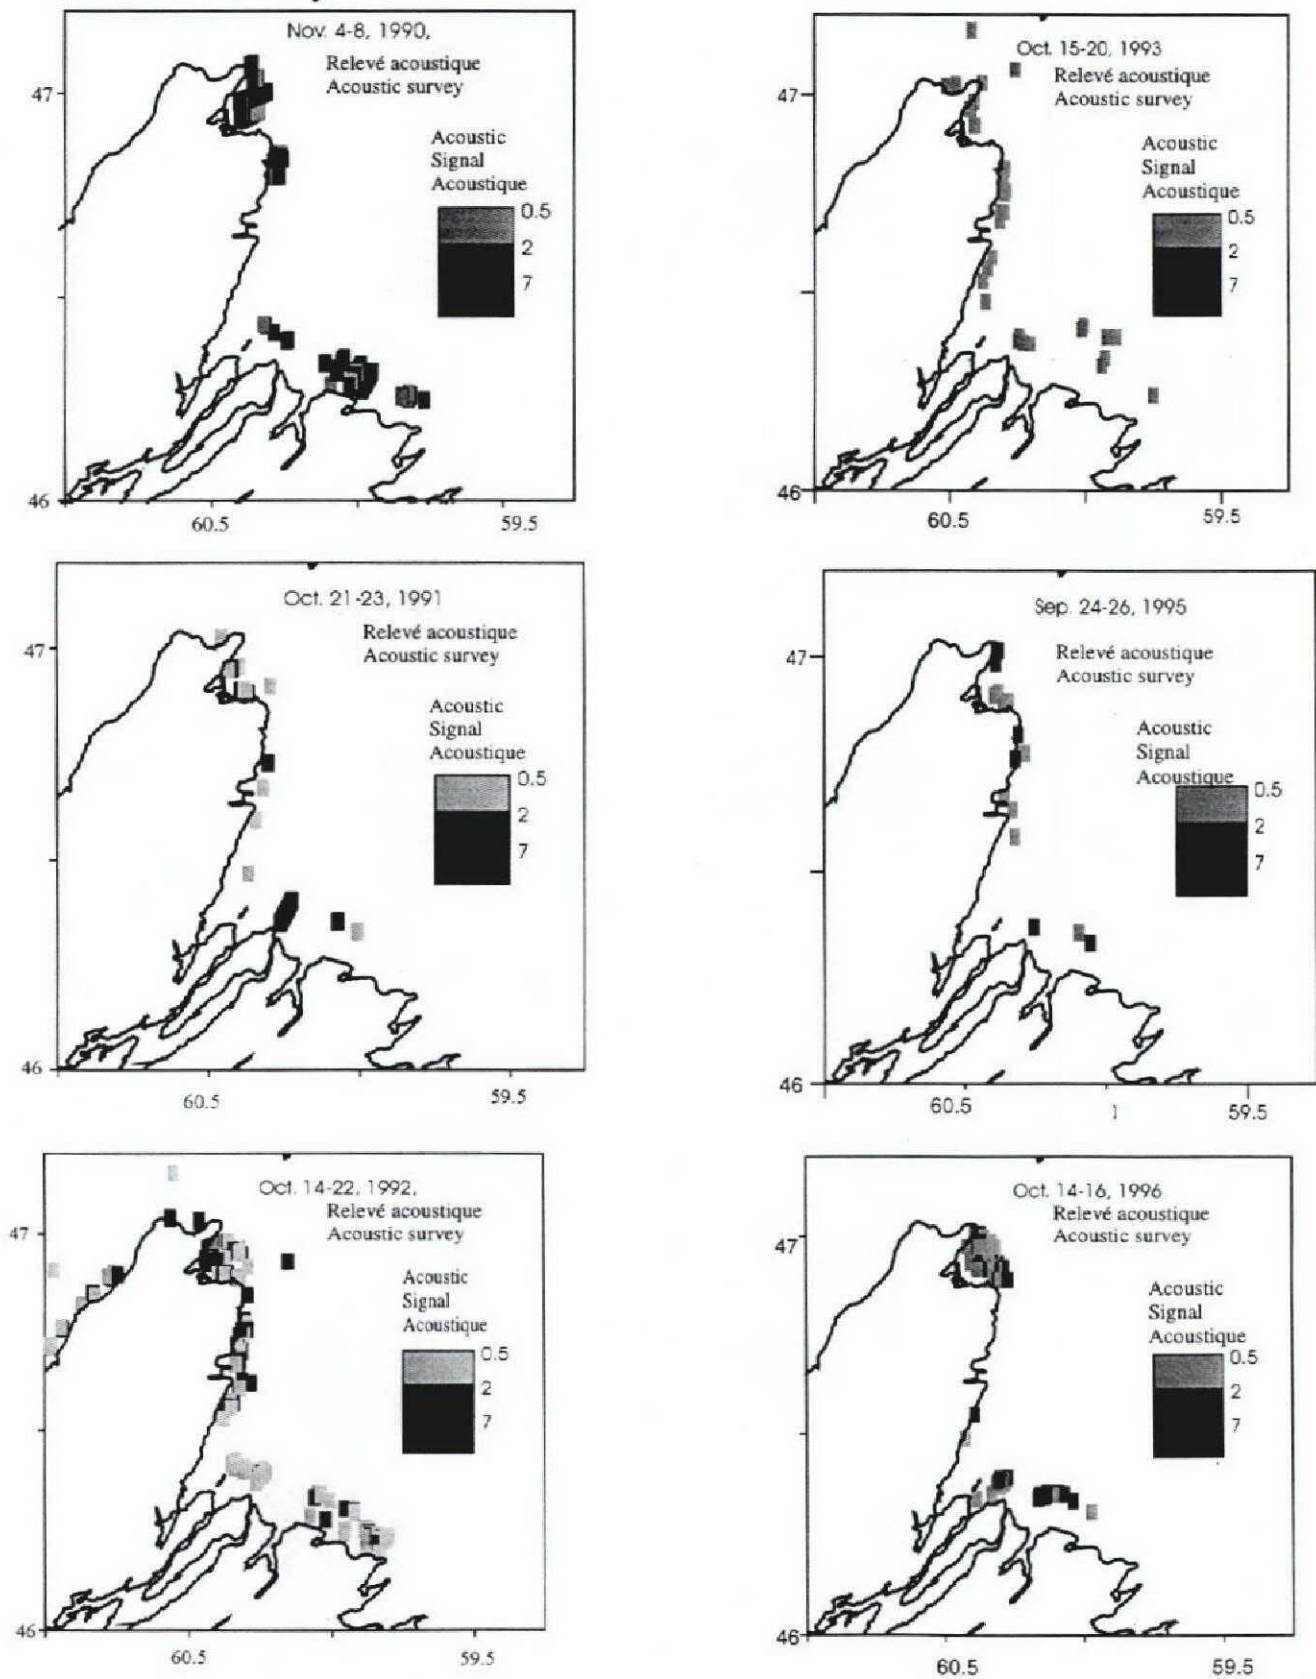 Nov. 4-8, 1990,
Relevé acoustique
Acoustic survey
Acoustic
Signal
Acoustique
0.5
2
7
47
46
60.5
59.5
Oct. 15-20, 1993
Relevé acoustique
Acoustic survey
Acoustic
Signal
Acoustique
0.5
2
7
47
46
60.5
59.5
Oct. 21-23, 1991
Relevé acoustique
Acoustic survey
Acoustic
Signal
Acoustique
0.5
2
7
47
46
60.5
59.5
Sep. 24-26, 1995
Relevé acoustique
Acoustic survey
Acoustic
Signal
Acoustique
0.5
2
7
47
46
60.5
59.5
Oct. 14-22, 1992,
Relevé acoustique
Acoustic survey
Acoustic
Signal
Acoustique
0.5
2
7
47
46
60.5
59.5
Oct. 14-16, 1996
Relevé acoustique
Acoustic survey
Acoustic
Signal
Acoustique
0.5
2
7
47
46
60.5
59.5